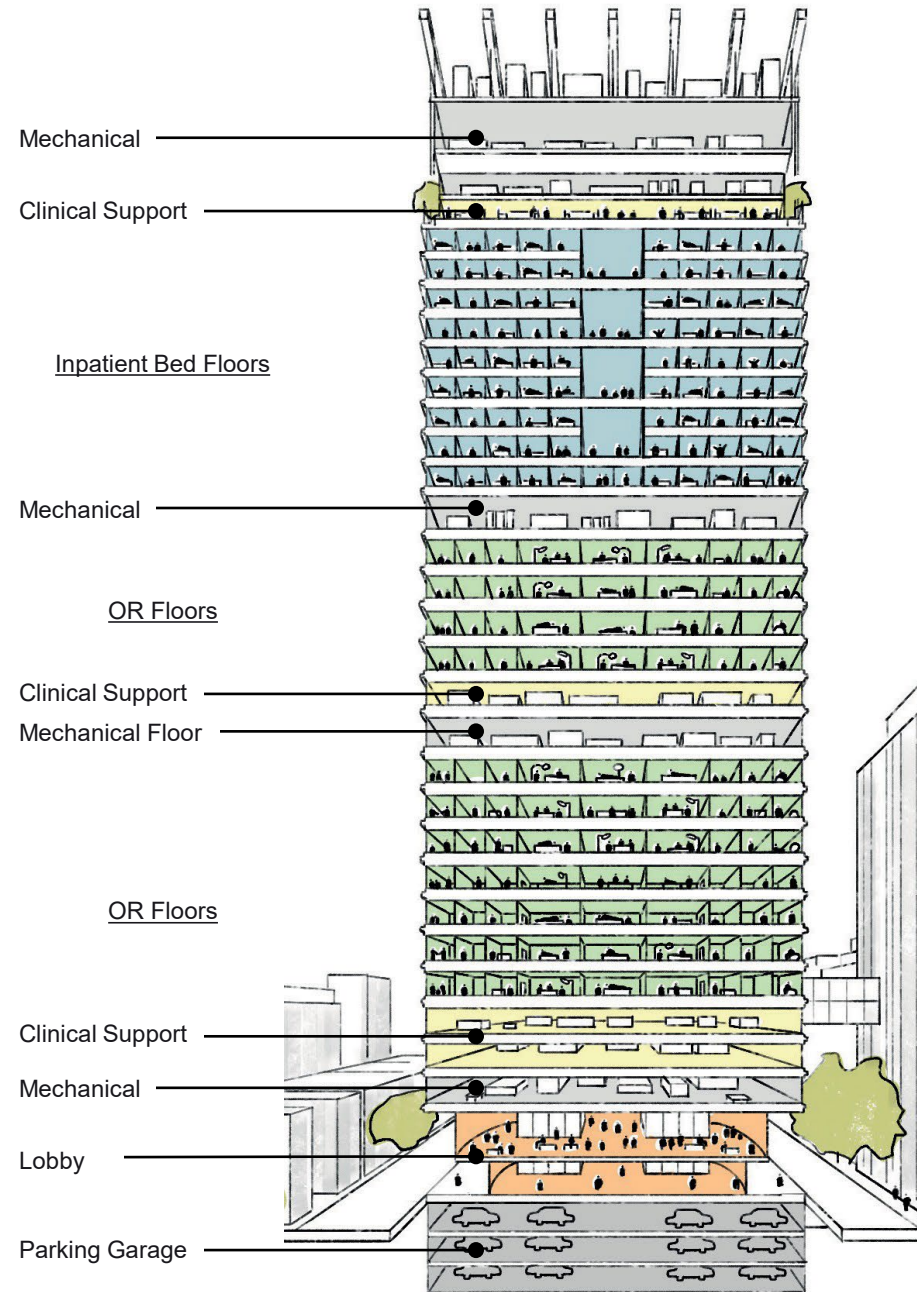 Mechanical
Clinical Support
Inpatient Bed Floors
Mechanical
OR Floors
Clinical Support
Mechanical Floor
OR Floors
Clinical Support
Mechanical
Lobby
Parking Garage